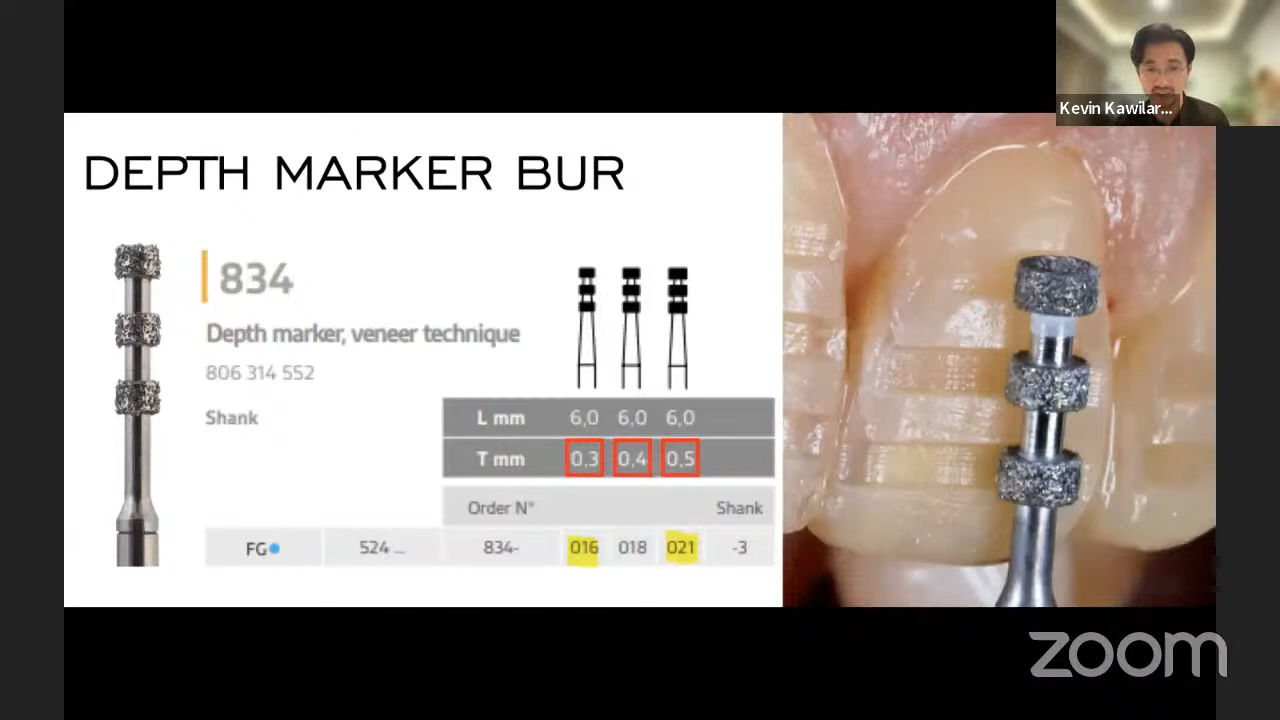 Kevin Kawilar...
DEPTH MARKER BUR
834
Depth marker, veneer technique
806 314 552
Shank
L mm 6,0 6,0 6,0
T mm 0,3 0,4 0,5
Order N° Shank
FG 524 ... 834- 016 018 021 -3
zoom